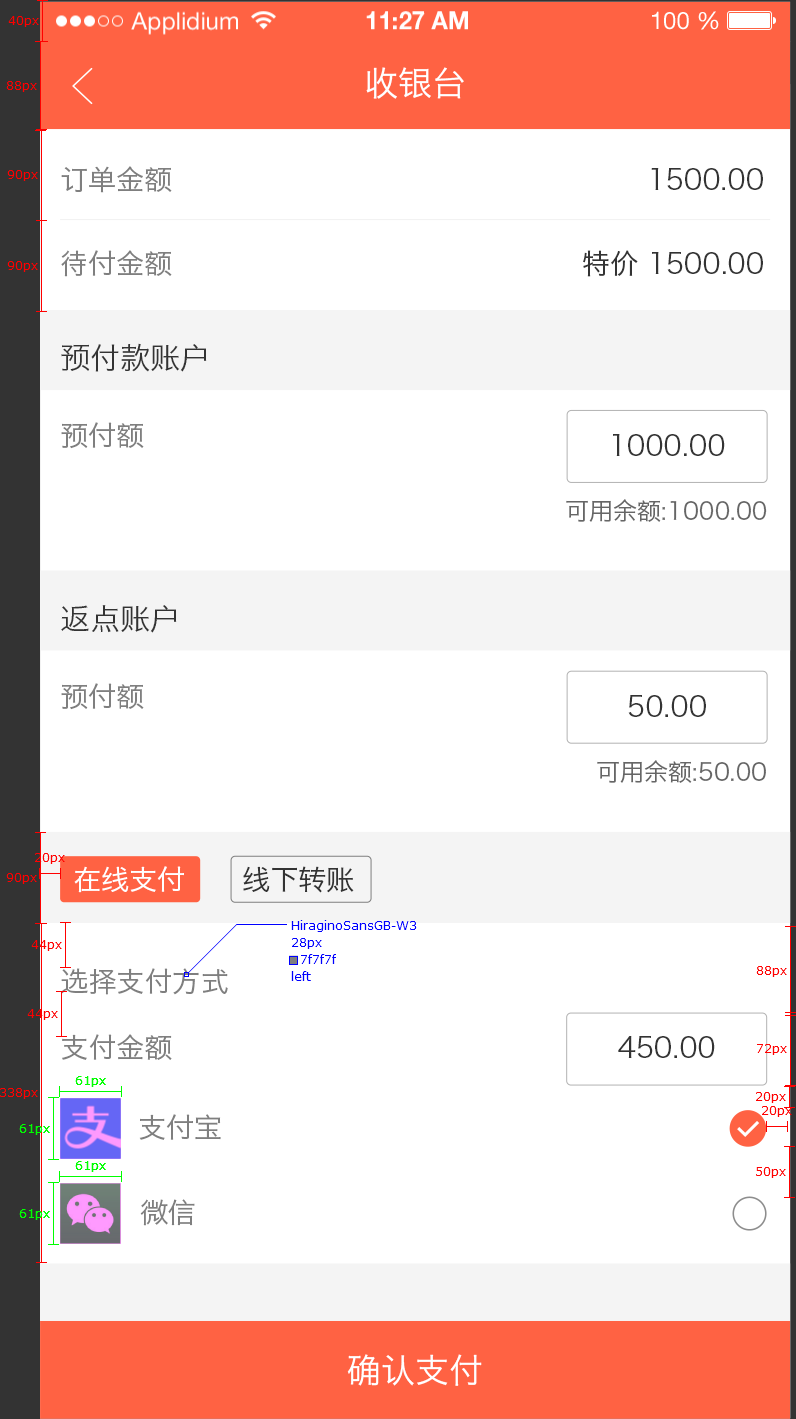 40px
Applidium 11:27 AM 100 %
88px
收银台
90px
订单金额 1500.00
90px
待付金额 特价 1500.00
预付款账户
预付额 1000.00
可用余额:1000.00
返点账户
预付额 50.00
可用余额:50.00
20px
90px
在线支付 线下转账
HiraginoSansGB-W3
28px
7f7f7f
left
44px
88px
选择支付方式
44px
支付金额 450.00
72px
61px
338px
20px
20px
61px
支付宝
61px
50px
61px
微信
确认支付